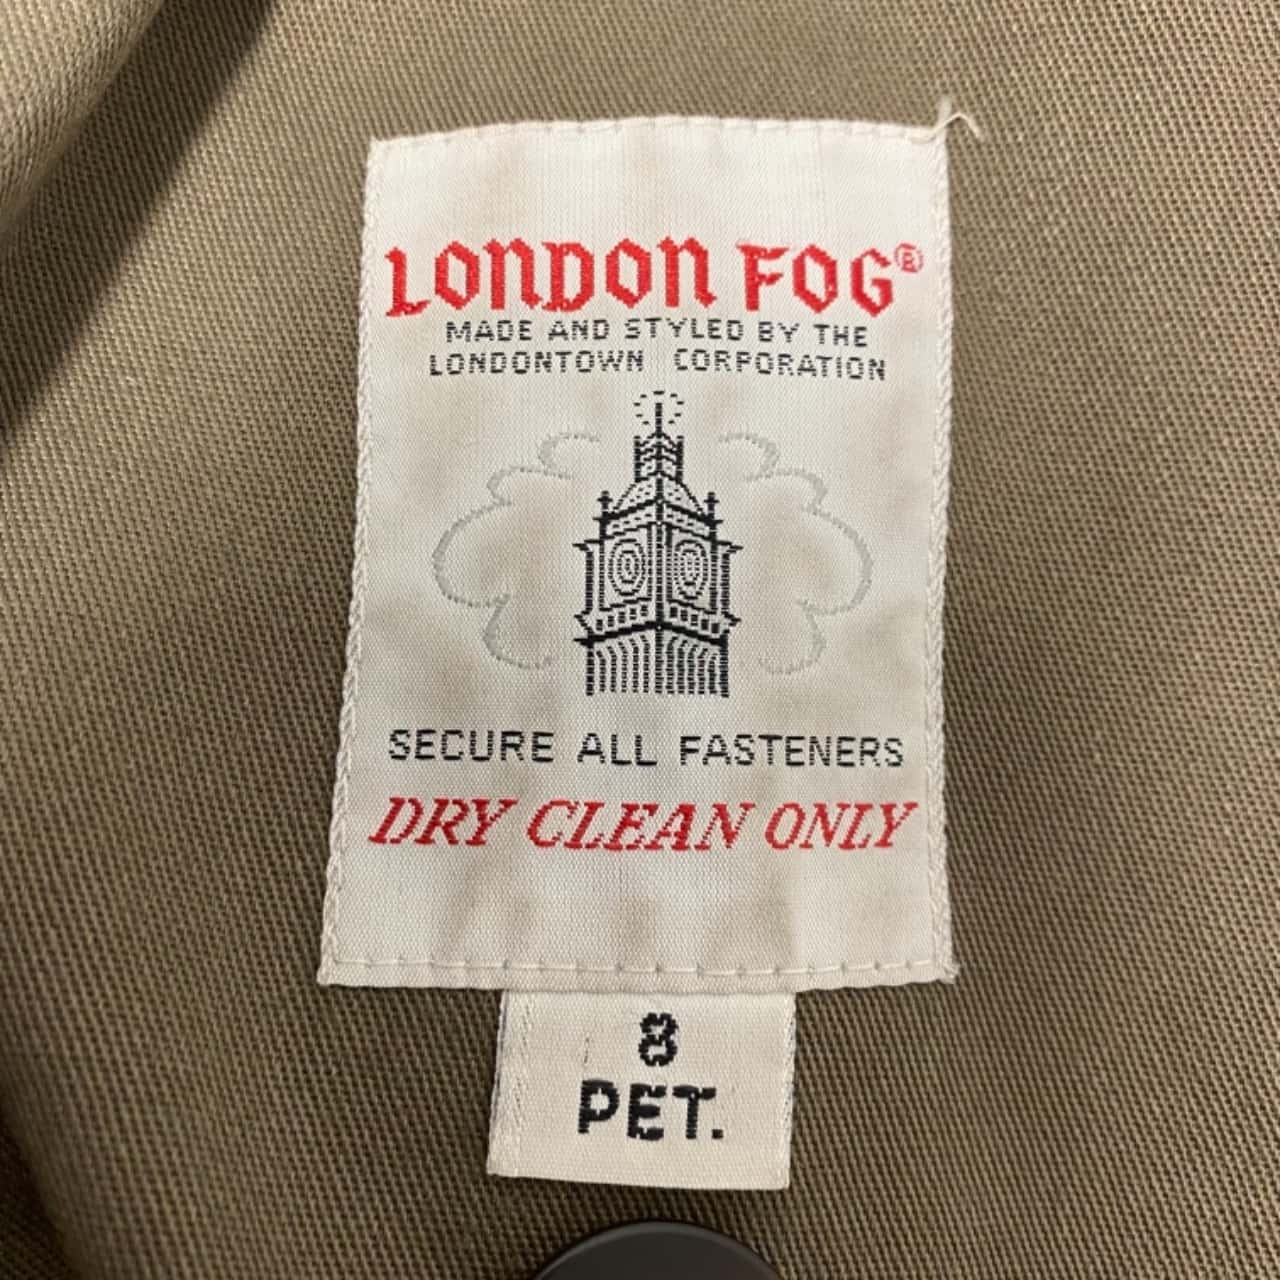 LONDON FOG®
MADE AND STYLED BY THE
LONDONTOWN CORPORATION
SECURE ALL FASTENERS
DRY CLEAN ONLY
8
PET.